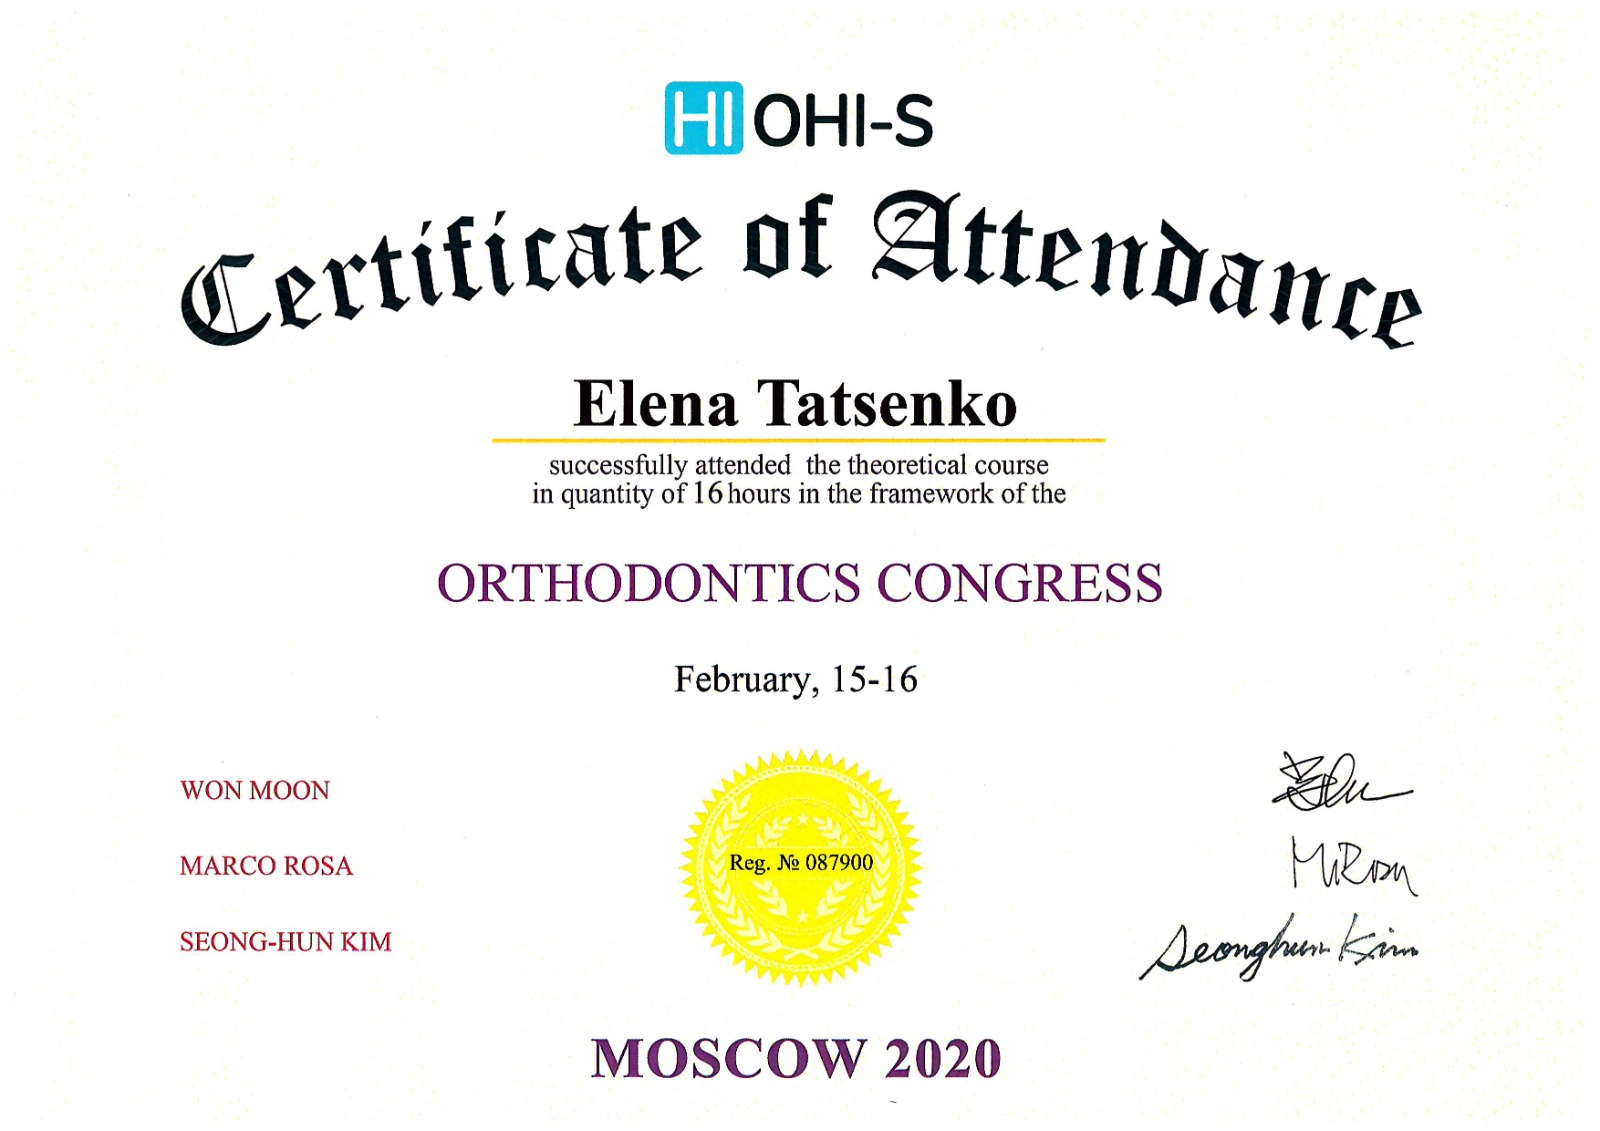 HI OHI-S
Certificate of Attendance
Elena Tatsenko
successfully attended the theoretical course
in quantity of 16 hours in the framework of the
ORTHODONTICS CONGRESS
February, 15-16
WON MOON
MARCO ROSA
Reg. № 087900
SEONG-HUN KIM
MRosa
Seonghun Kim
MOSCOW 2020